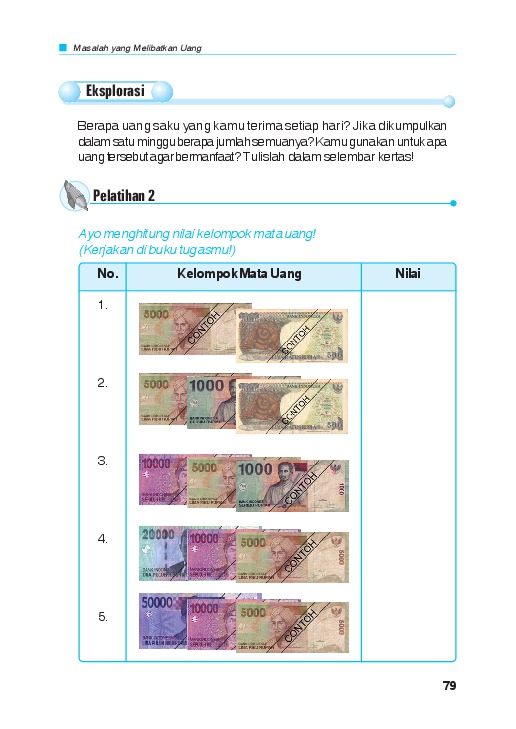 Masalah yang Melibatkan Uang
Eksplorasi
Berapa uang saku yang kamu terima setiap hari? Jika dikumpulkan
dalam satu minggu berapa jumlah semuanya? Kamu gunakan untuk apa
uang tersebut agar bermanfaat? Tulislah dalam selembar kertas!
Pelatihan 2
Ayo menghitung nilai kelompok mata uang!
(Kerjakan di buku tugasmu!)
No. Kelompok Mata Uang Nilai
1.
5000
CONTOH
CONTOH
500
2.
5000 1000
CONTOH
500
3.
10000 5000 1000
CONTOH
1000
4.
20000 10000 5000
CONTOH
5000
5.
50000 10000 5000
CONTOH
5000
79